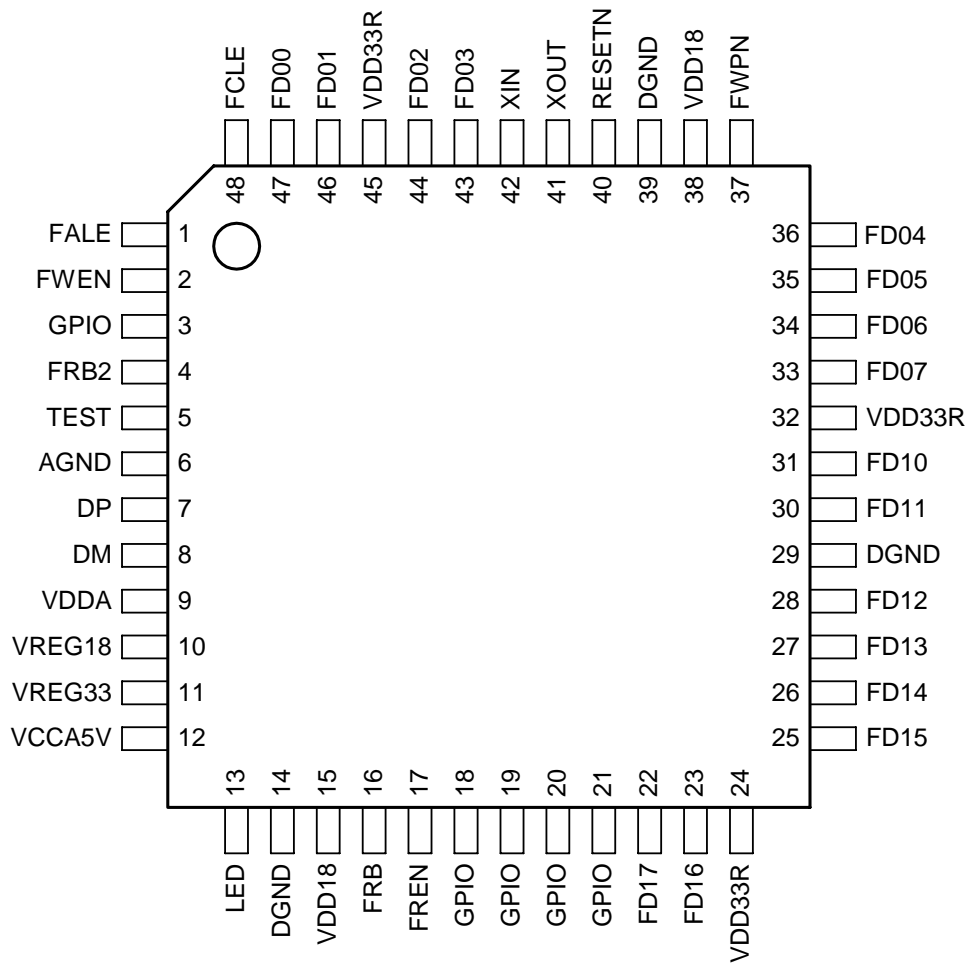 FCLE FD00 FD01 VDD33R FD02 FD03 XIN XOUT RESETN DGND VDD18 FWPN
48 47 46 45 44 43 42 41 40 39 38 37
FALE 1 36 FD04
FWEN 2 35 FD05
GPIO 3 34 FD06
FRB2 4 33 FD07
TEST 5 32 VDD33R
AGND 6 31 FD10
DP 7 30 FD11
DM 8 29 DGND
VDDA 9 28 FD12
VREG18 10 27 FD13
VREG33 11 26 FD14
VCCA5V 12 25 FD15
13 14 15 16 17 18 19 20 21 22 23 24
LED DGND VDD18 FRB FREN GPIO GPIO GPIO GPIO FD17 FD16 VDD33R